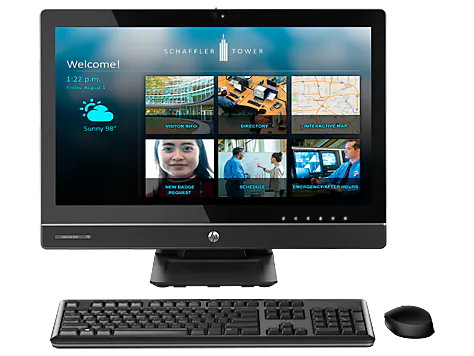 SCHAFFLER TOWER
Welcome!
1:22 p.m.
Friday, August 1
Sunny 98°
VISITOR INFO
DIRECTORY
INTERACTIVE MAP
NEW BADGE
REQUEST
SCHEDULE
EMERGENCY/AFTER HOURS
hp